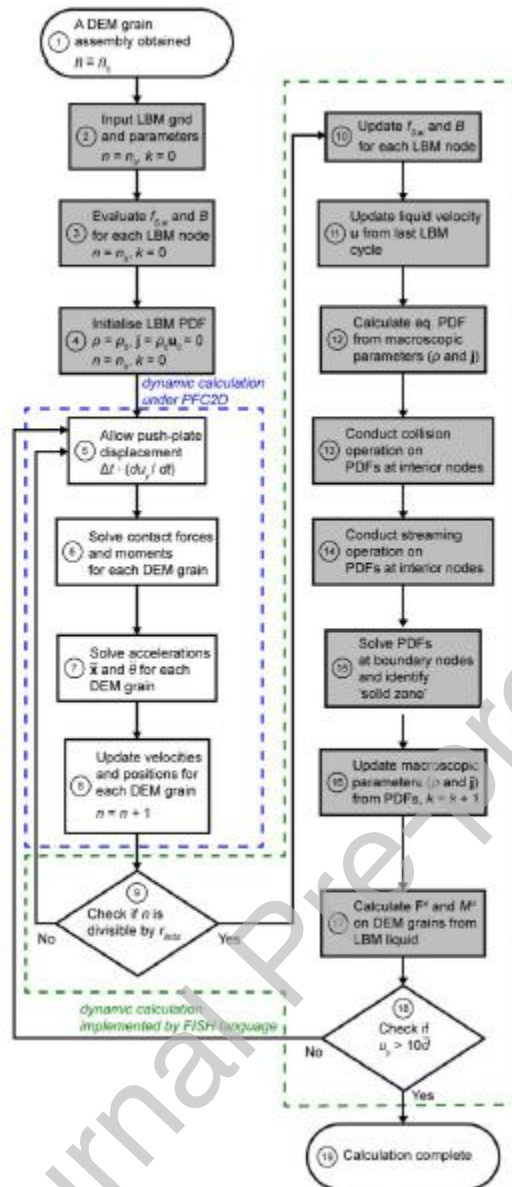 1 A DEM grain
assembly obtained
n = n₀
2 Input LBM grid
and parameters
n = n₀, k = 0
3 Evaluate and B
for each LBM node
n = n₀, k = 0
4 Initialise LBM PDF
ρ = ρ₀, j = ρ₀u₀ = 0
n = n₀, k = 0
dynamic calculation
under PFC2D
5 Allow push-plate
displacement
Δt · (du / dt)
6 Solve contact forces
and moments
for each DEM grain
7 Solve accelerations
ẍ and θ̈ for each
DEM grain
8 Update velocities
and positions for
each DEM grain
n = n + 1
9
Check if n is
divisible by
No
Yes
dynamic calculation
implemented by FISH language
10 Update and B
for each LBM node
11 Update liquid velocity
u from last LBM
cycle
12 Calculate eq. PDF
from macroscopic
parameters (ρ and j)
13 Conduct collision
operation on
PDFs at interior nodes
14 Conduct streaming
operation on
PDFs at interior nodes
15 Solve PDFs
at boundary nodes
and identify
'solid zone'
16 Update macroscopic
parameters (ρ and j)
from PDFs, k = k + 1
17 Calculate and
on DEM grains from
LBM liquid
18
Check if
No
Yes
19 Calculation complete
Journal Pre-pre